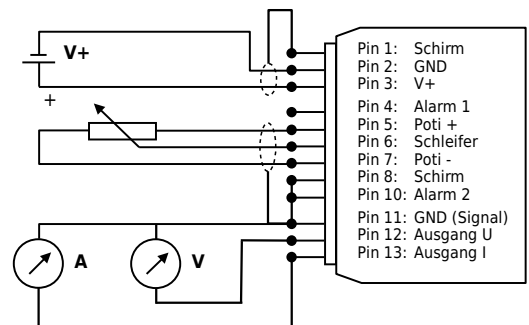 V+
+
A
V
Pin 1: Schirm
Pin 2: GND
Pin 3: V+
Pin 4: Alarm 1
Pin 5: Poti +
Pin 6: Schleifer
Pin 7: Poti -
Pin 8: Schirm
Pin 10: Alarm 2
Pin 11: GND (Signal)
Pin 12: Ausgang U
Pin 13: Ausgang I